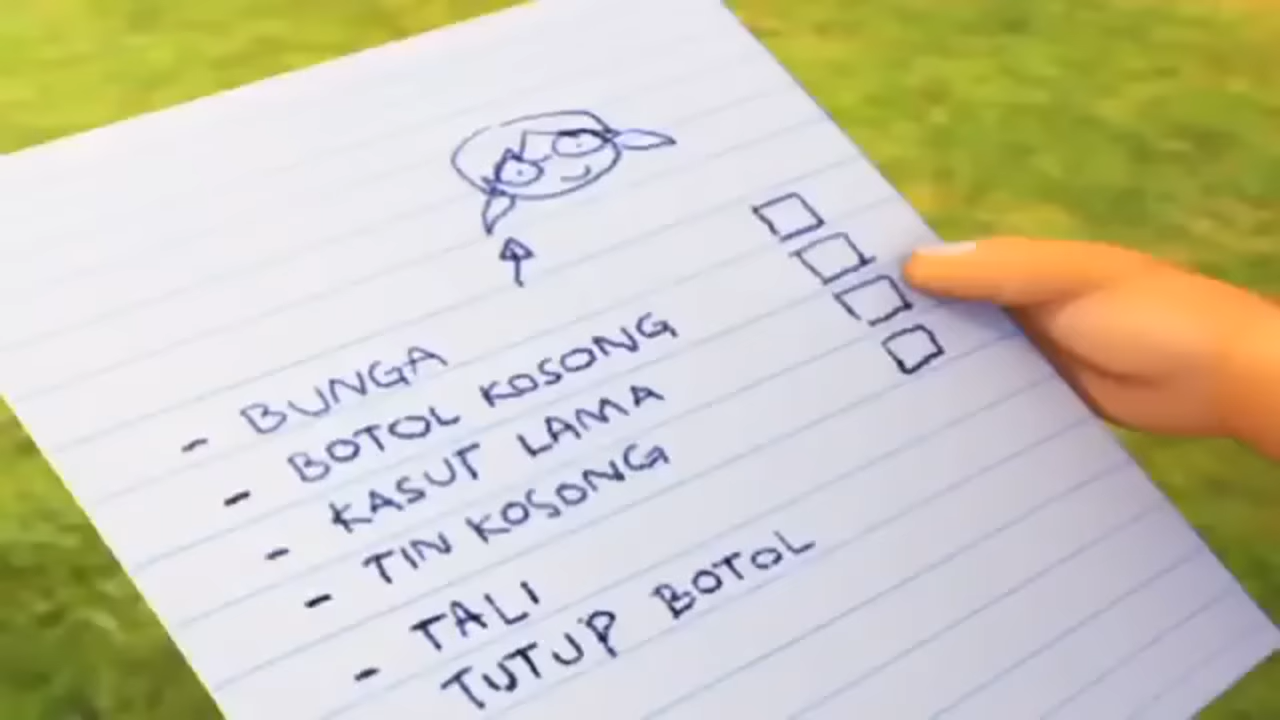 - BUNGA
- BOTOL KOSONG
- KASUT LAMA
- TIN KOSONG
- TALI
TUTUP BOTOL